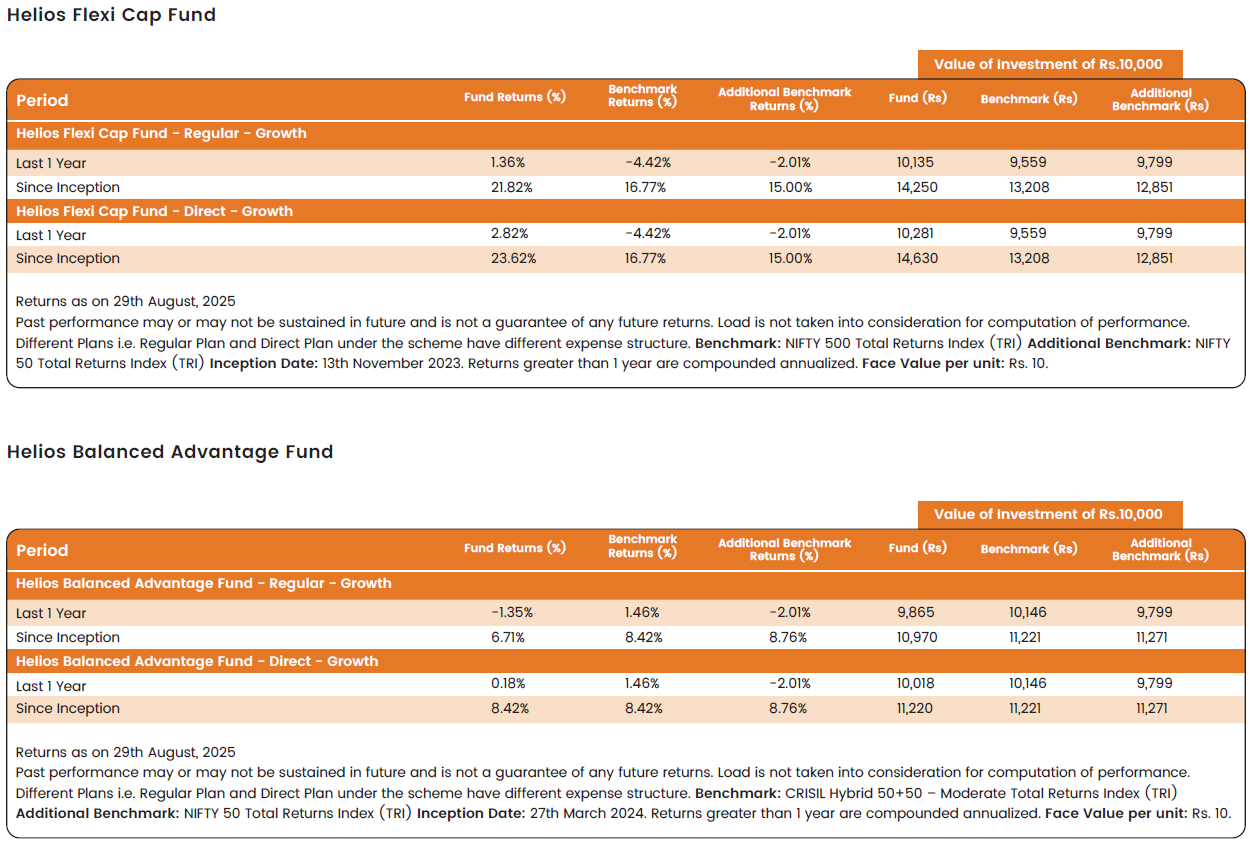 Helios Flexi Cap Fund
Value of Investment of Rs.10,000
Period Fund Returns (%) Benchmark Returns (%) Additional Benchmark Returns (%) Fund (Rs) Benchmark (Rs) Additional Benchmark (Rs)
Helios Flexi Cap Fund - Regular - Growth
Last 1 Year 1.36% -4.42% -2.01% 10,135 9,559 9,799
Since Inception 21.82% 16.77% 15.00% 14,250 13,208 12,851
Helios Flexi Cap Fund - Direct - Growth
Last 1 Year 2.82% -4.42% -2.01% 10,281 9,559 9,799
Since Inception 23.62% 16.77% 15.00% 14,630 13,208 12,851
Returns as on 29th August, 2025
Past performance may or may not be sustained in future and is not a guarantee of any future returns. Load is not taken into consideration for computation of performance.
Different Plans i.e. Regular Plan and Direct Plan under the scheme have different expense structure. Benchmark: NIFTY 500 Total Returns Index (TRI) Additional Benchmark: NIFTY
50 Total Returns Index (TRI) Inception Date: 13th November 2023. Returns greater than 1 year are compounded annualized. Face Value per unit: Rs. 10.
Helios Balanced Advantage Fund
Value of Investment of Rs.10,000
Period Fund Returns (%) Benchmark Returns (%) Additional Benchmark Returns (%) Fund (Rs) Benchmark (Rs) Additional Benchmark (Rs)
Helios Balanced Advantage Fund - Regular - Growth
Last 1 Year -1.35% 1.46% -2.01% 9,865 10,146 9,799
Since Inception 6.71% 8.42% 8.76% 10,970 11,221 11,271
Helios Balanced Advantage Fund - Direct - Growth
Last 1 Year 0.18% 1.46% -2.01% 10,018 10,146 9,799
Since Inception 8.42% 8.42% 8.76% 11,220 11,221 11,271
Returns as on 29th August, 2025
Past performance may or may not be sustained in future and is not a guarantee of any future returns. Load is not taken into consideration for computation of performance.
Different Plans i.e. Regular Plan and Direct Plan under the scheme have different expense structure. Benchmark: CRISIL Hybrid 50+50 – Moderate Total Returns Index (TRI)
Additional Benchmark: NIFTY 50 Total Returns Index (TRI) Inception Date: 27th March 2024. Returns greater than 1 year are compounded annualized. Face Value per unit: Rs. 10.